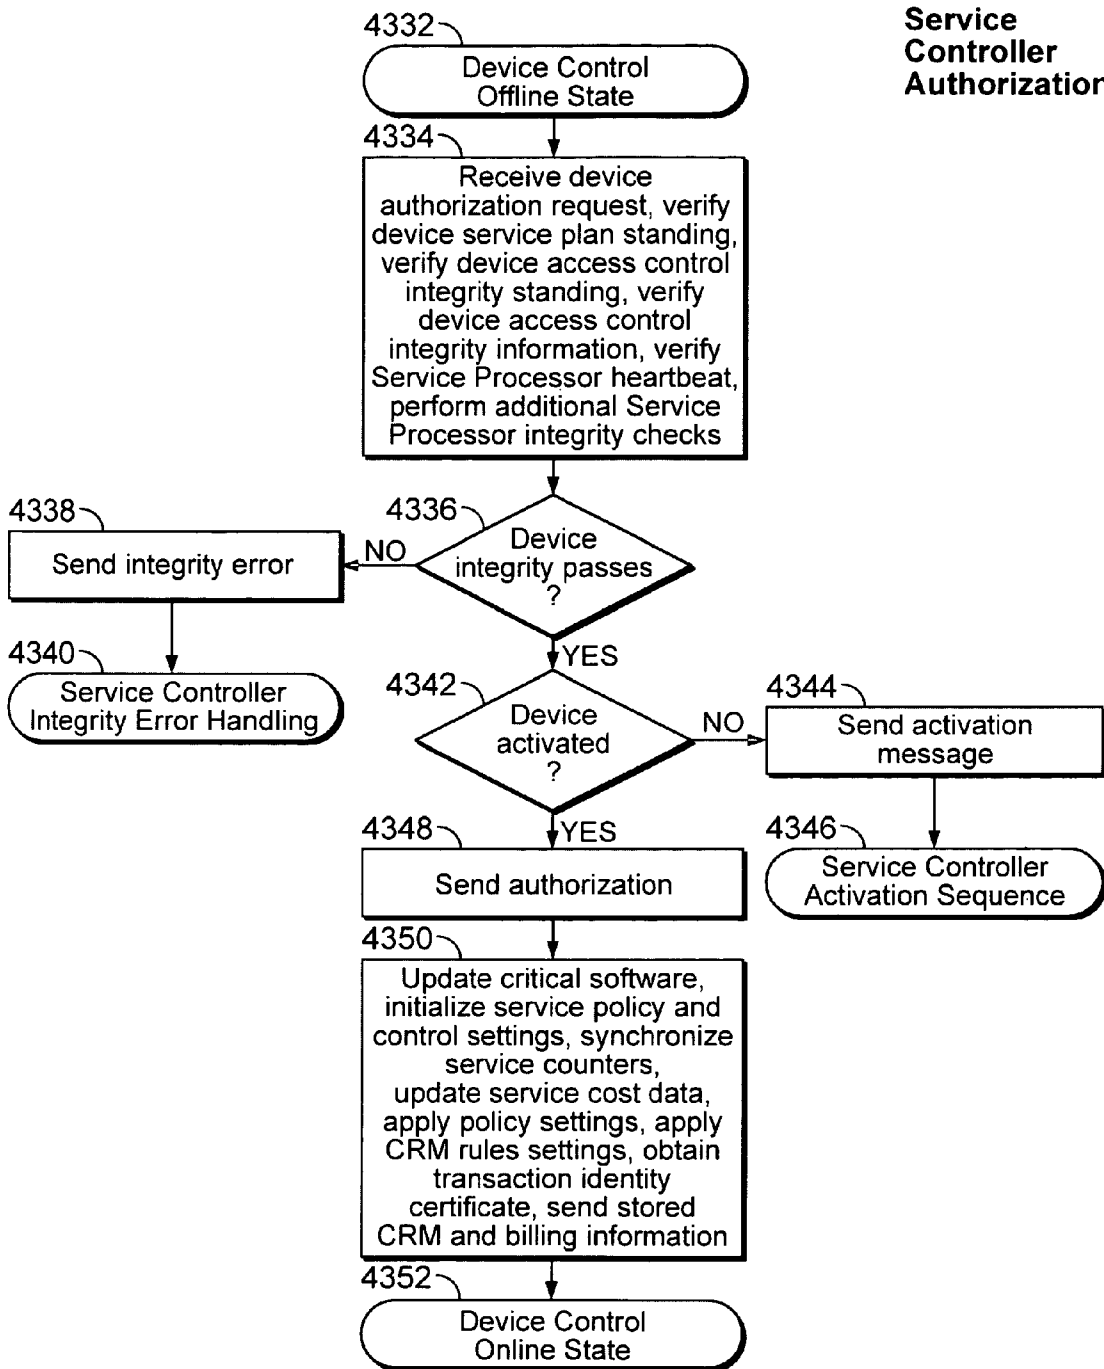 Service
Controller
Authorization
4332
Device Control
Offline State
4334
Receive device
authorization request, verify
device service plan standing,
verify device access control
integrity standing, verify
device access control
integrity information, verify
Service Processor heartbeat,
perform additional Service
Processor integrity checks
4336
Device
integrity passes
?
NO
4338
Send integrity error
4340
Service Controller
Integrity Error Handling
YES
4342
Device
activated
?
NO
4344
Send activation
message
4346
Service Controller
Activation Sequence
YES
4348
Send authorization
4350
Update critical software,
initialize service policy and
control settings, synchronize
service counters,
update service cost data,
apply policy settings, apply
CRM rules settings, obtain
transaction identity
certificate, send stored
CRM and billing information
4352
Device Control
Online State